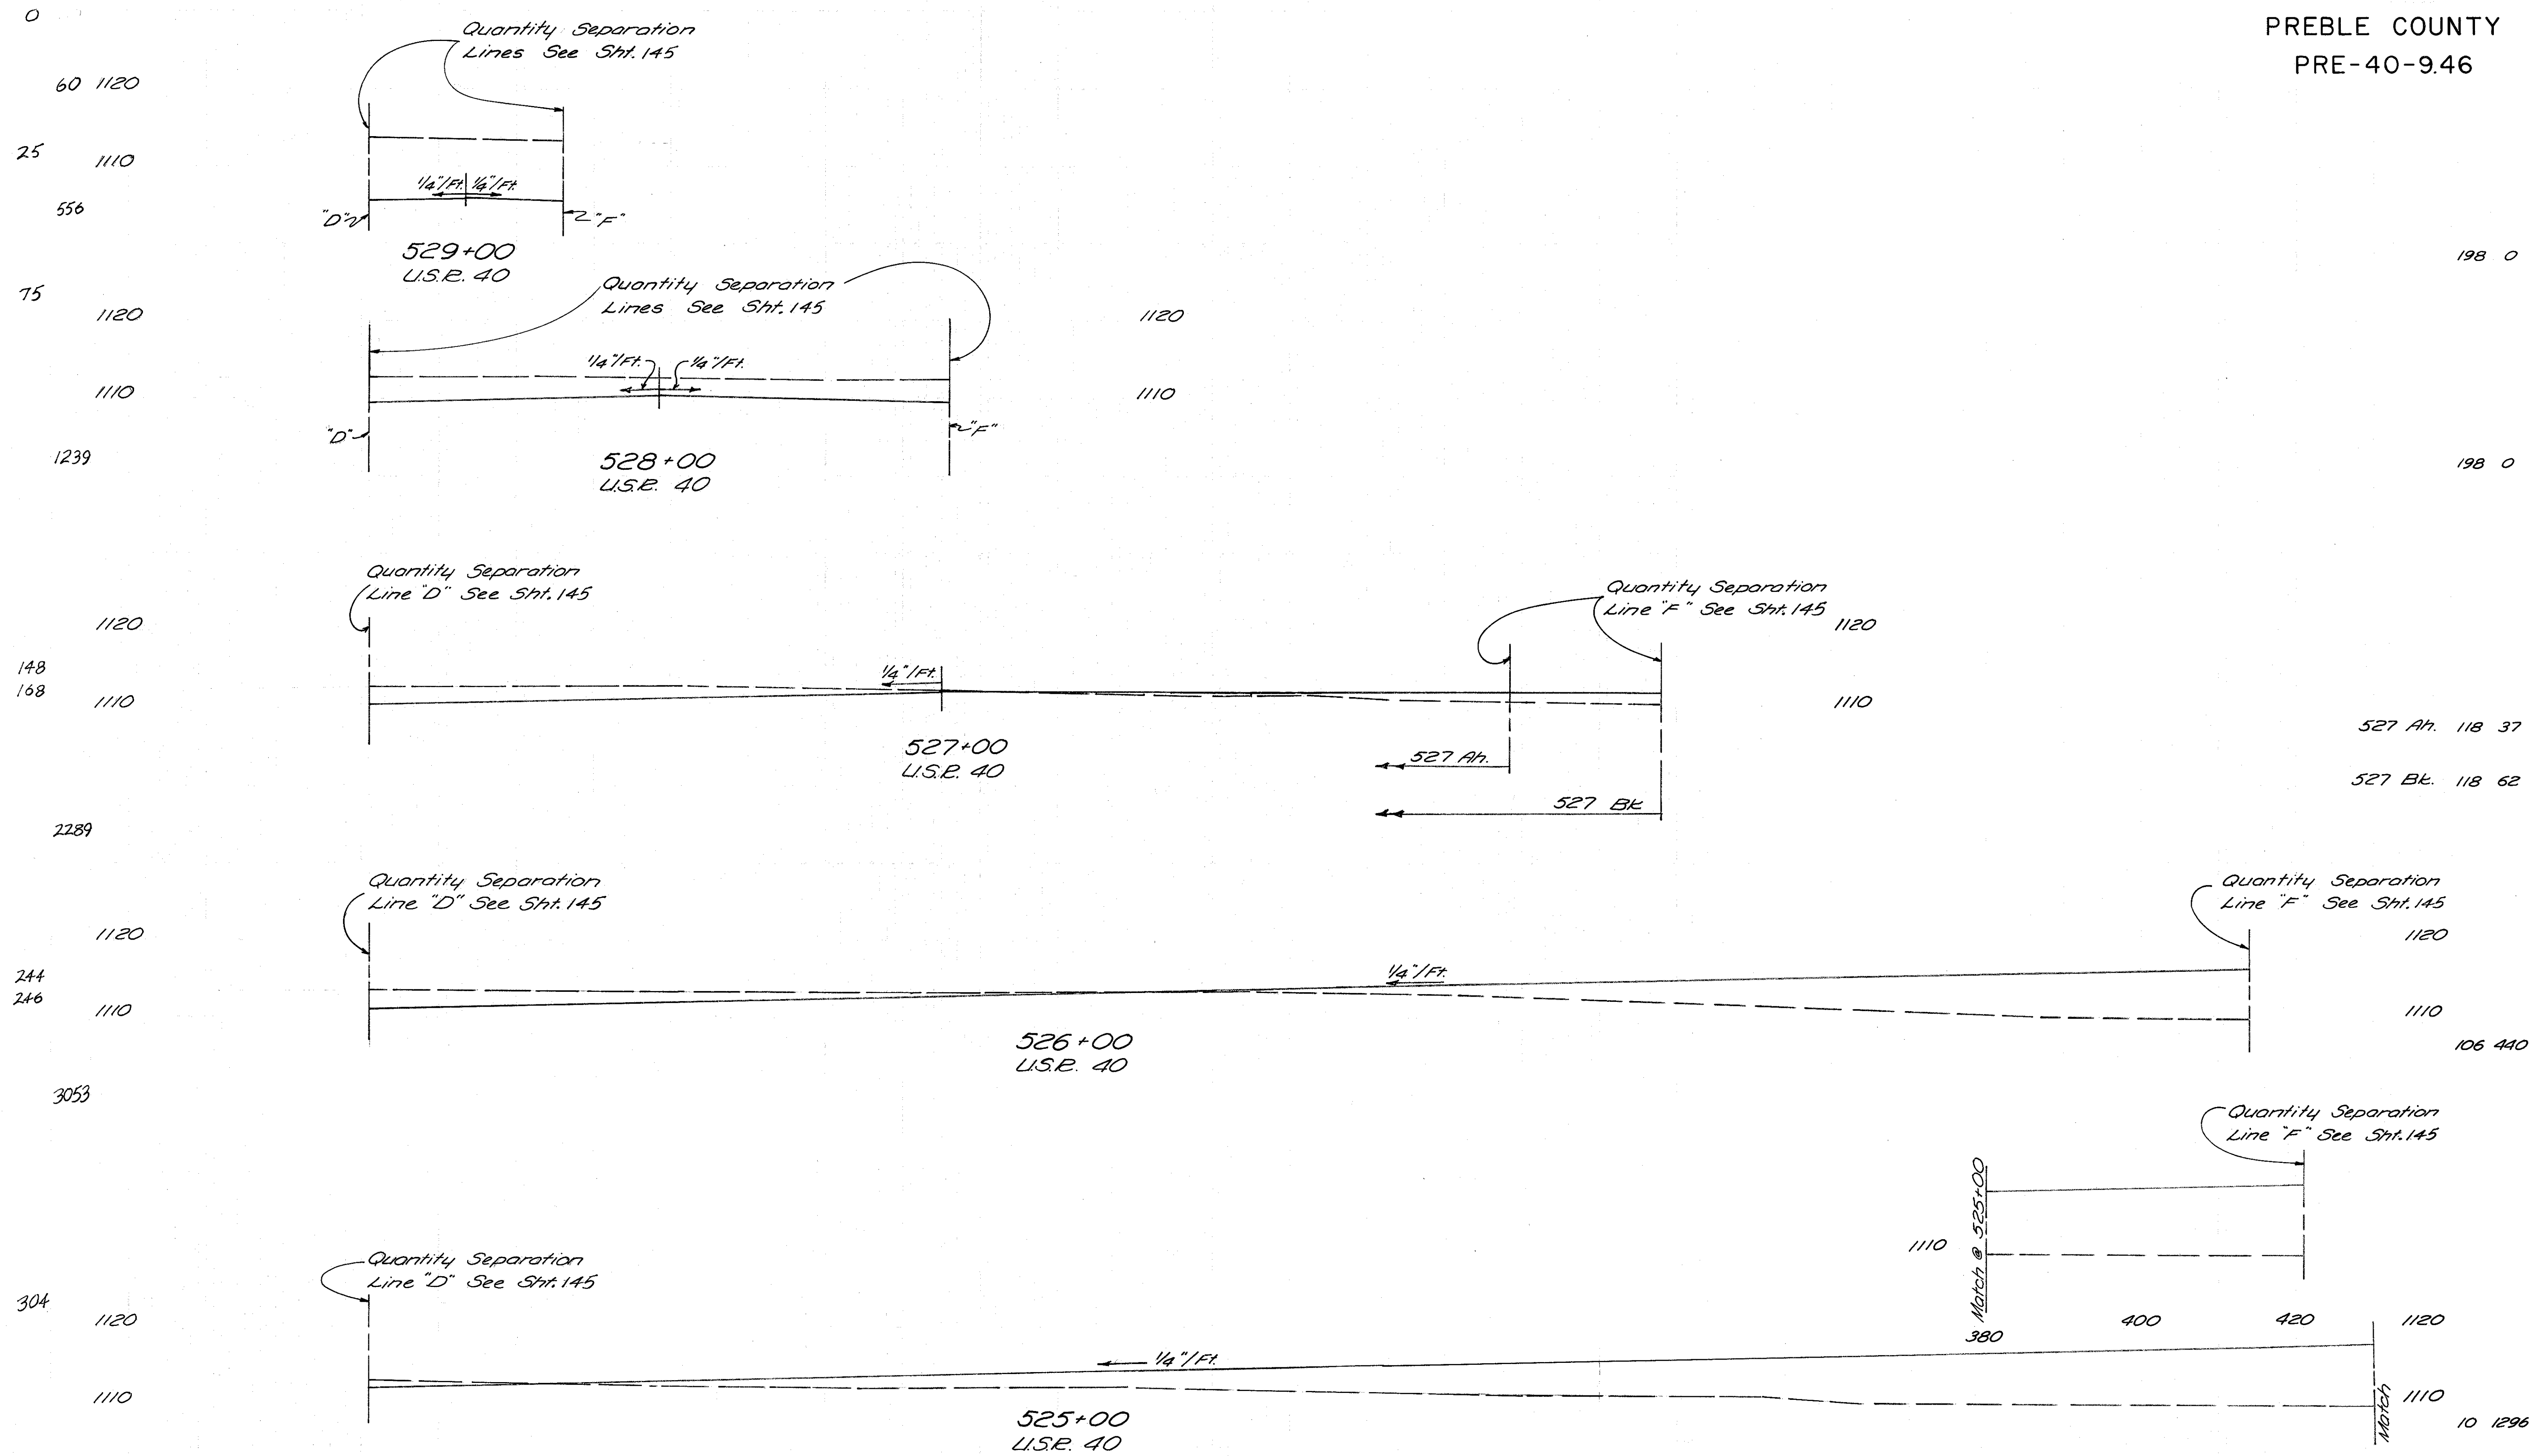 0
PREBLE COUNTY
PRE-40-9.46
Quantity Separation
Lines See Sht. 145
60 1120
25
1110
1/4"/Ft. 1/4"/Ft.
556
"D"
"F"
529+00
U.S.R. 40
198 0
75
Quantity Separation
Lines See Sht. 145
1120
1120
1/4"/Ft.
1/4"/Ft.
1110
1110
"D"
"F"
1239
528+00
U.S.R. 40
198 0
Quantity Separation
Line "D" See Sht. 145
Quantity Separation
Line "F" See Sht. 145
1120
1120
148
168
1/4"/Ft.
1110
1110
527+00
U.S.R. 40
527 Ah.
527 Ah. 118 37
527 Bk. 118 62
527 BK
2289
Quantity Separation
Line "D" See Sht. 145
Quantity Separation
Line "F" See Sht. 145
1120
1120
244
246
1/4"/Ft.
1110
1110
526+00
U.S.R. 40
106 440
3053
Quantity Separation
Line "F" See Sht. 145
Match @ 525+00
1110
Quantity Separation
Line "D" See Sht. 145
304
1120
380
400
420
1120
1/4"/Ft.
1110
1110
Match
525+00
U.S.R. 40
10 1296